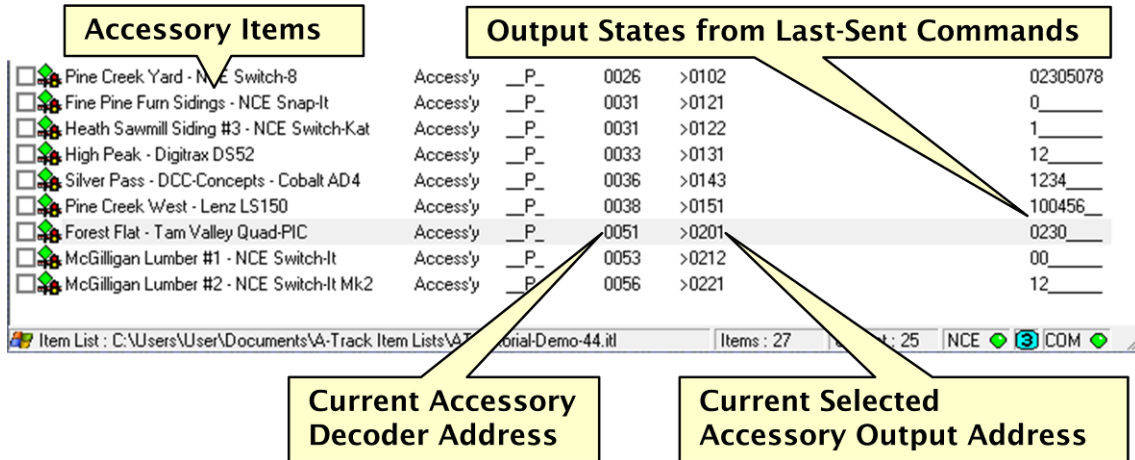 Accessory Items
Output States from Last-Sent Commands
Pine Creek Yard - Switch-8 Access'y __P_ 0026 >0102 02305078
Fine Pine Furn Sidings - NCE Snap-It Access'y __P_ 0031 >0121 0_______
Heath Sawmill Siding #3 - NCE Switch-Kat Access'y __P_ 0031 >0122 1_______
High Peak - Digitrax DS52 Access'y __P_ 0033 >0131 12______
Silver Pass - DCC-Concepts - Cobalt AD4 Access'y __P_ 0036 >0143 1234____
Pine Creek West - Lenz LS150 Access'y __P_ 0038 >0151 100456__
Forest Flat - Tam Valley Quad-PIC Access'y __P_ 0051 >0201 0230____
McGilligan Lumber #1 - NCE Switch-It Access'y __P_ 0053 >0212 00______
McGilligan Lumber #2 - NCE Switch-It Mk2 Access'y __P_ 0056 >0221 12______
Item List : C:\Users\User\Documents\A-Track Item Lists\AT orial-Demo-44.itl Items : 27 : 25 NCE 3 COM
Current Accessory
Decoder Address
Current Selected
Accessory Output Address